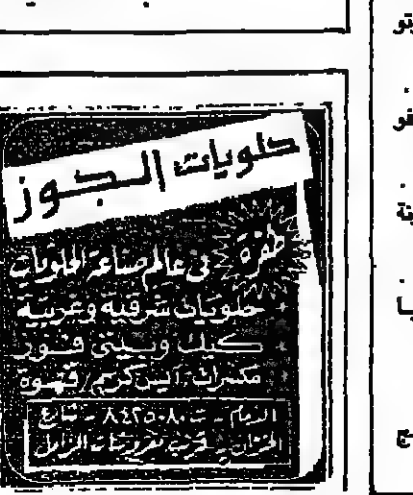 حلويات الجوز
طفرة في عالم صناعة الحلويات
حلويات شرقية وغربية
كيك وبيتي فور
مكسرات / آيس كريم / قهوة
الدمام - ت ٨٤٢٥٠٨٠ - شارع
الخزان - قرب مفروشات الزامل